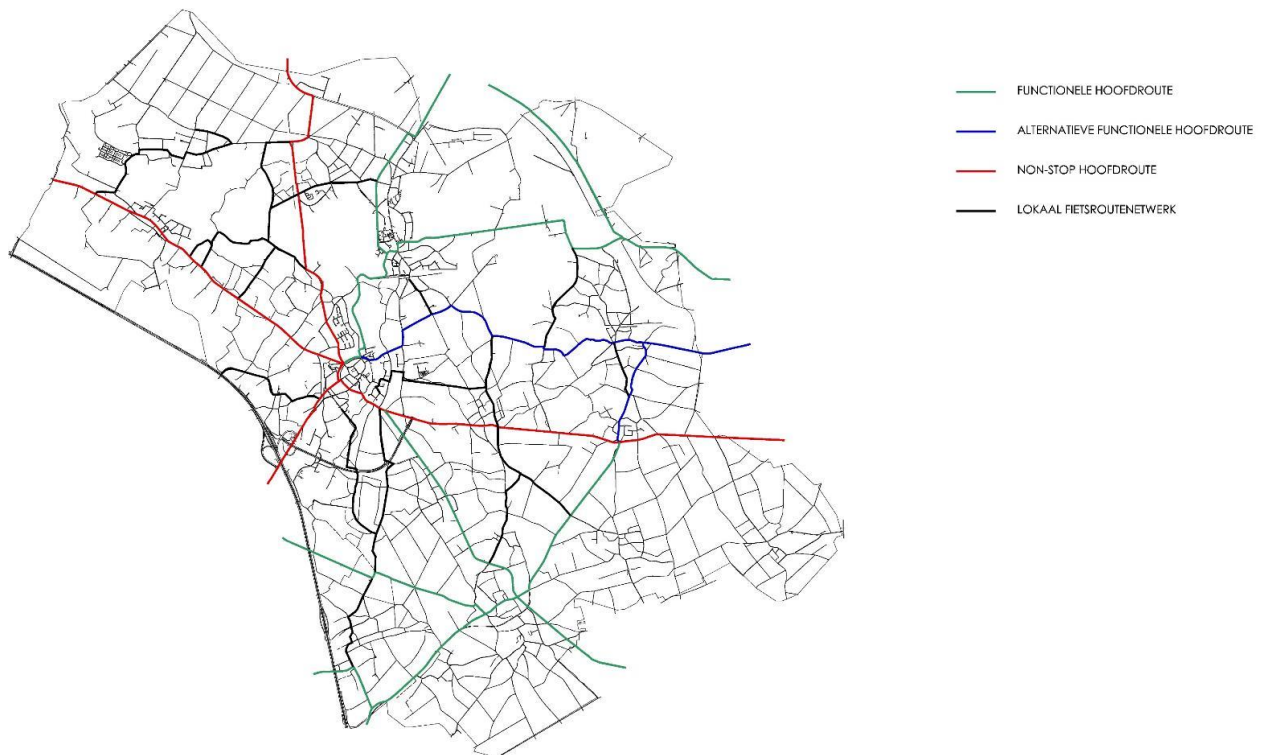 FUNCTIONELE HOOFDROUTE
ALTERNATIEVE FUNCTIONELE HOOFDROUTE
NON-STOP HOOFDROUTE
LOKAAL FIETSROUTENETWERK